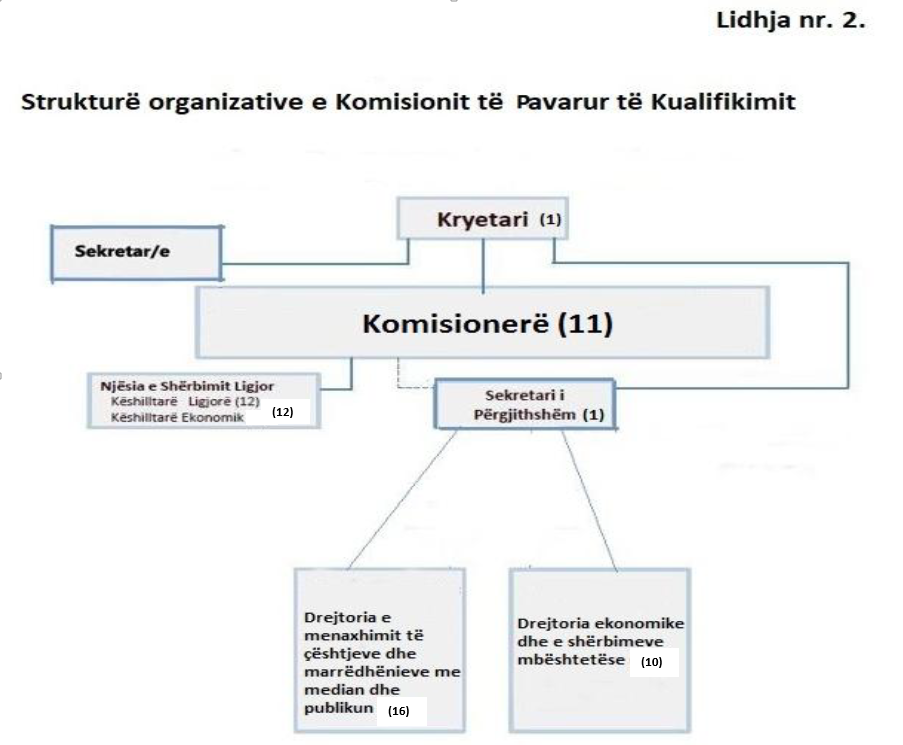 Lidhja nr. 2.
Strukturë organizative e Komisionit të Pavarur të Kualifikimit
Kryetari (1)
Sekretar/e
Komisionerë (11)
Njësia e Shërbimit Ligjor
Këshilltarë Ligjorë (12)
Këshilltarë Ekonomik (12)
Sekretari i
Përgjithshëm (1)
Drejtoria e
menaxhimit të
çështjeve dhe
marrëdhënieve me
median dhe
publikun (16)
Drejtoria ekonomike
dhe e shërbimeve
mbështetëse (10)